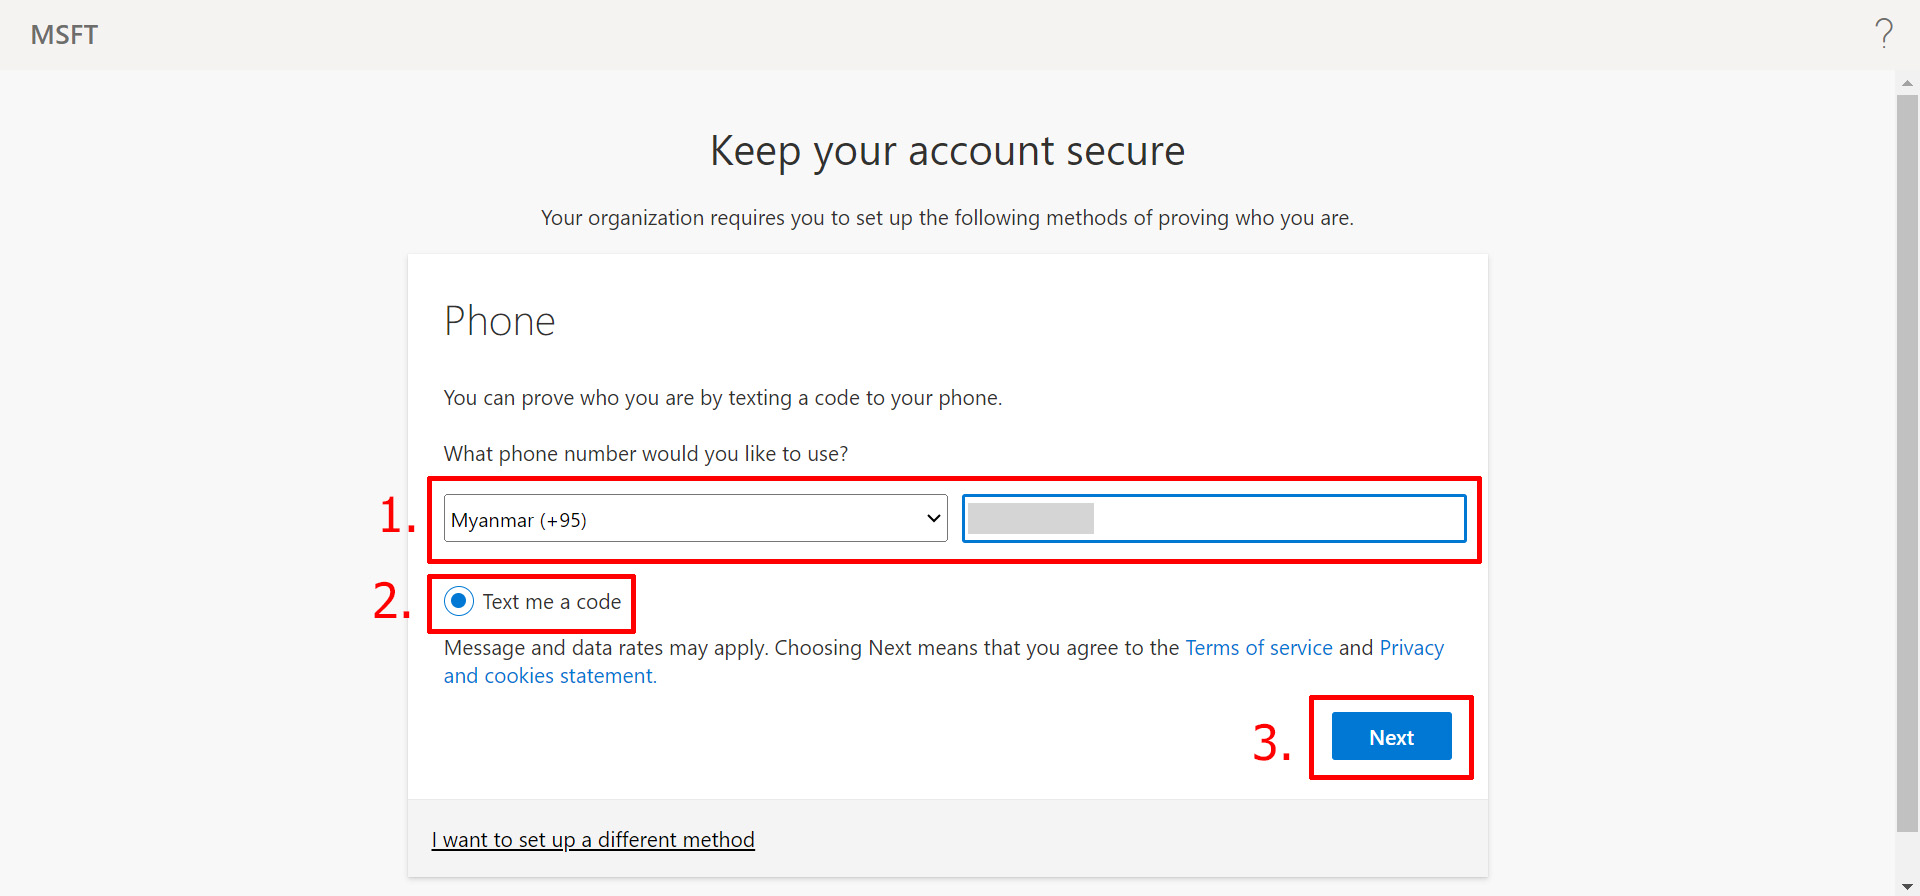 MSFT
?
Keep your account secure
Your organization requires you to set up the following methods of proving who you are.
Phone
You can prove who you are by texting a code to your phone.
What phone number would you like to use?
1.
Myanmar (+95)
2.
Text me a code
Message and data rates may apply. Choosing Next means that you agree to the Terms of service and Privacy
and cookies statement.
3.
Next
I want to set up a different method